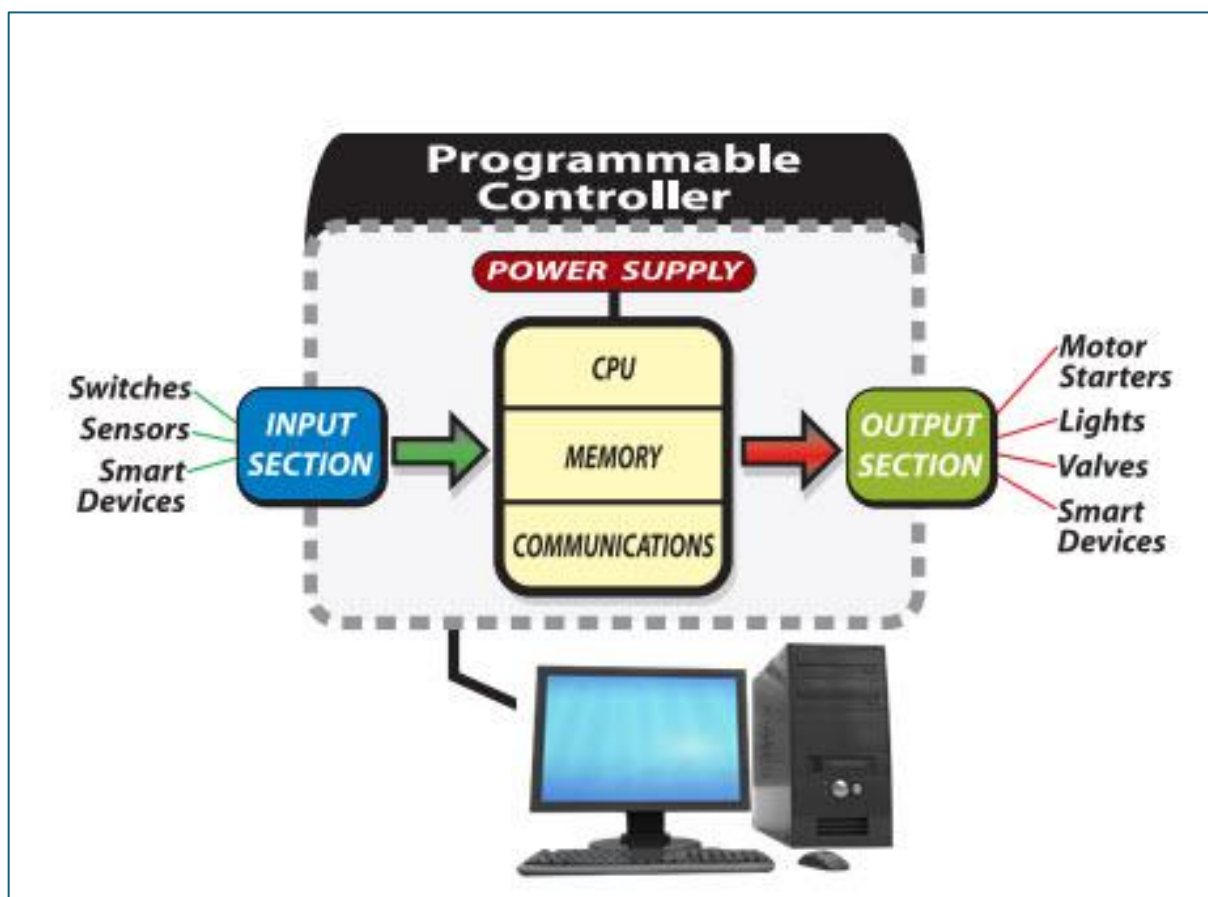 Programmable
Controller
POWER SUPPLY
CPU
MEMORY
COMMUNICATIONS
Switches
Sensors
Smart
Devices
INPUT
SECTION
OUTPUT
SECTION
Motor
Starters
Lights
Valves
Smart
Devices